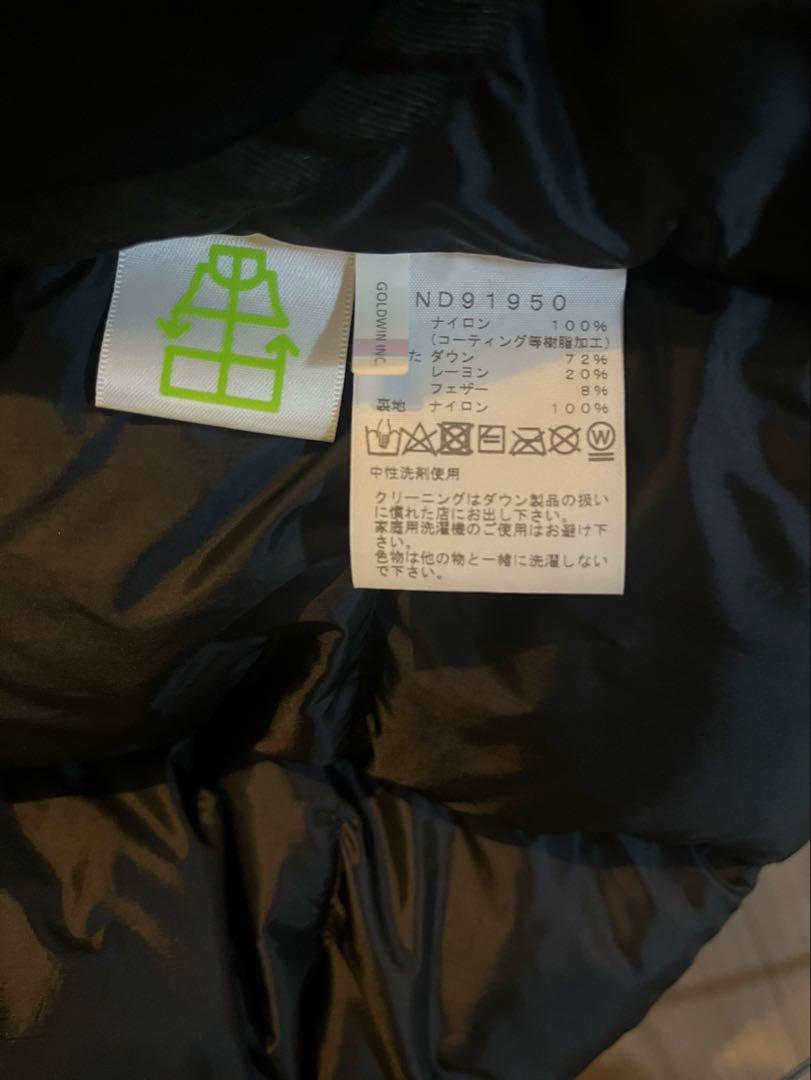 GOLDWIN INC.
ND91950
ナイロン 100%
(コーティング等樹脂加工)
た ダウン 72%
レーヨン 20%
フェザー 8%
裏地 ナイロン 100%
W
中性洗剤使用
クリーニングはダウン製品の扱い
に慣れた店にお出し下さい。
家庭用洗濯機のご使用はお避け下
さい。
色物は他の物と一緒に洗濯しない
で下さい。